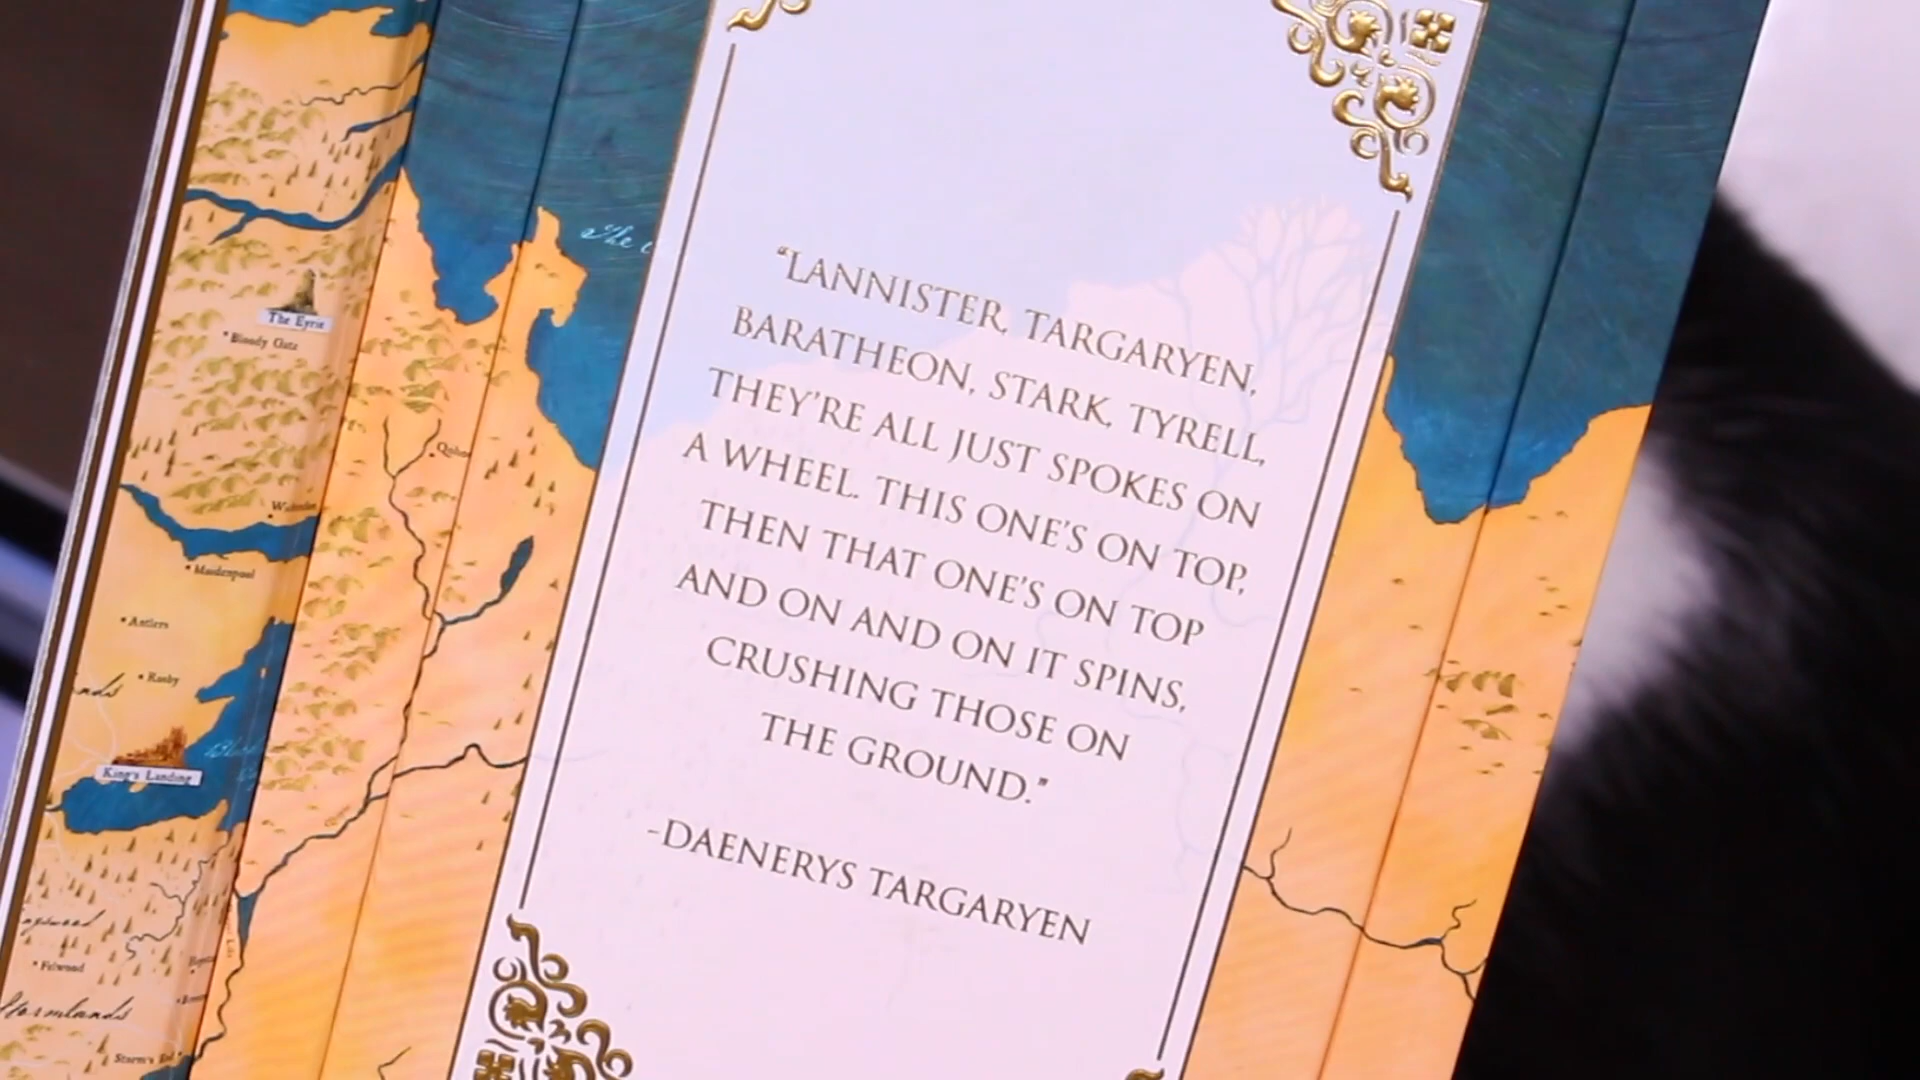 "LANNISTER, TARGARYEN,
BARATHEON, STARK, TYRELL,
THEY'RE ALL JUST SPOKES ON
A WHEEL. THIS ONE'S ON TOP,
THEN THAT ONE'S ON TOP
AND ON AND ON IT SPINS,
CRUSHING THOSE ON
THE GROUND."
-DAENERYS TARGARYEN
The
The Eyrie
Bloody Gate
Maidenpool
Antlers
Rosby
King's Landing
Felwood
Stormlands
Storm's End